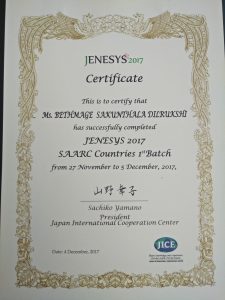 JENESYS2017
Certificate
This is to certify that
Ms. BETHMAGE SAKUNTHALA DILRUKSHI
has successfully completed
JENESYS 2017
SAARC Countries 1st Batch
from 27 November to 5 December, 2017,
山野幸子
Sachiko Yamano
President
Japan International Cooperation Center
JICE
Date: 4 December, 2017